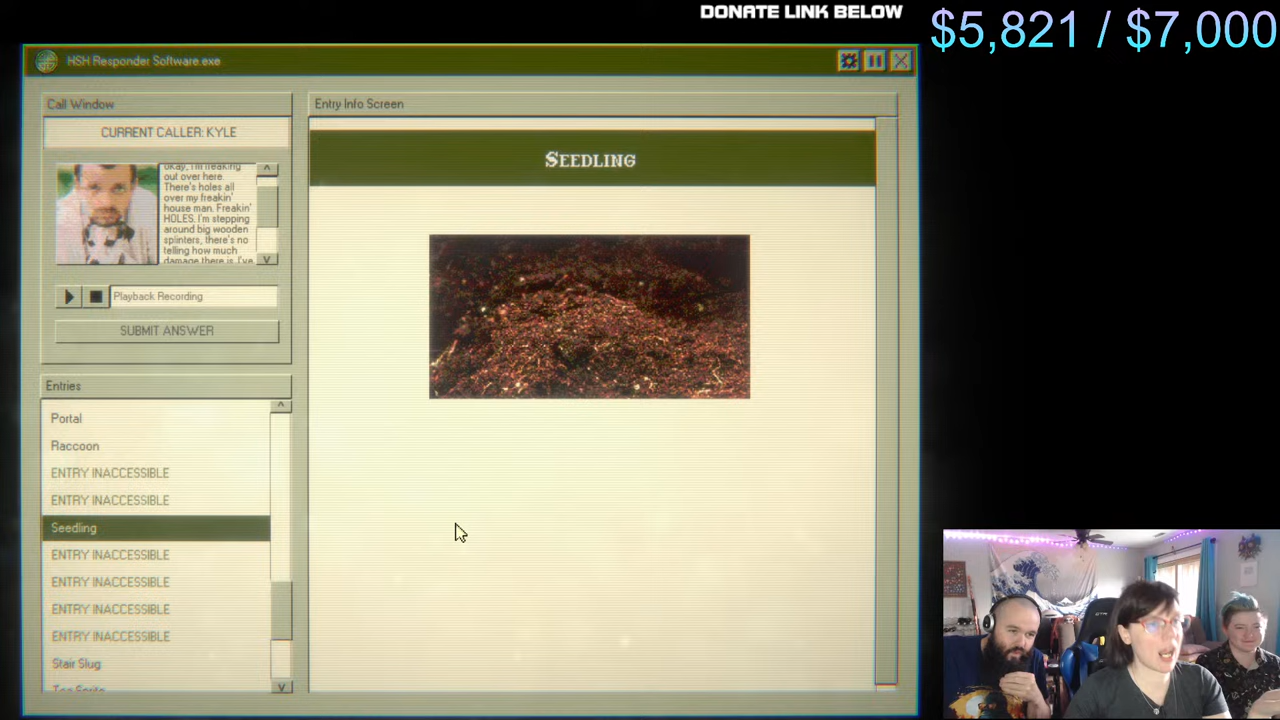 DONATE LINK BELOW
$5,821 / $7,000
HSH Responder Software.exe
Call Window
CURRENT CALLER: KYLE
okay, I'm freaking
out over here.
There's holes all
over my freakin'
house man. Freakin'
HOLES. I'm stepping
around big wooden
splinters, there's no
telling how much
damage there is. I've
Playback Recording
SUBMIT ANSWER
Entries
Portal
Raccoon
ENTRY INACCESSIBLE
ENTRY INACCESSIBLE
Seedling
ENTRY INACCESSIBLE
ENTRY INACCESSIBLE
ENTRY INACCESSIBLE
ENTRY INACCESSIBLE
Stair Slug
Entry Info Screen
SEEDLING